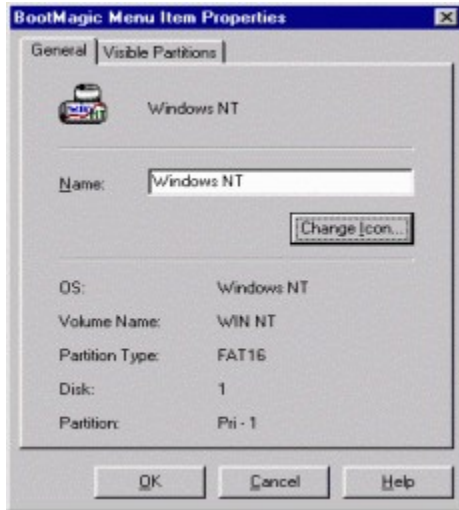 BootMagic Menu Item Properties
General Visible Partitions
Windows NT
Name: Windows NT
Change Icon...
OS: Windows NT
Volume Name: WIN NT
Partition Type: FAT16
Disk: 1
Partition: Pri - 1
OK Cancel Help